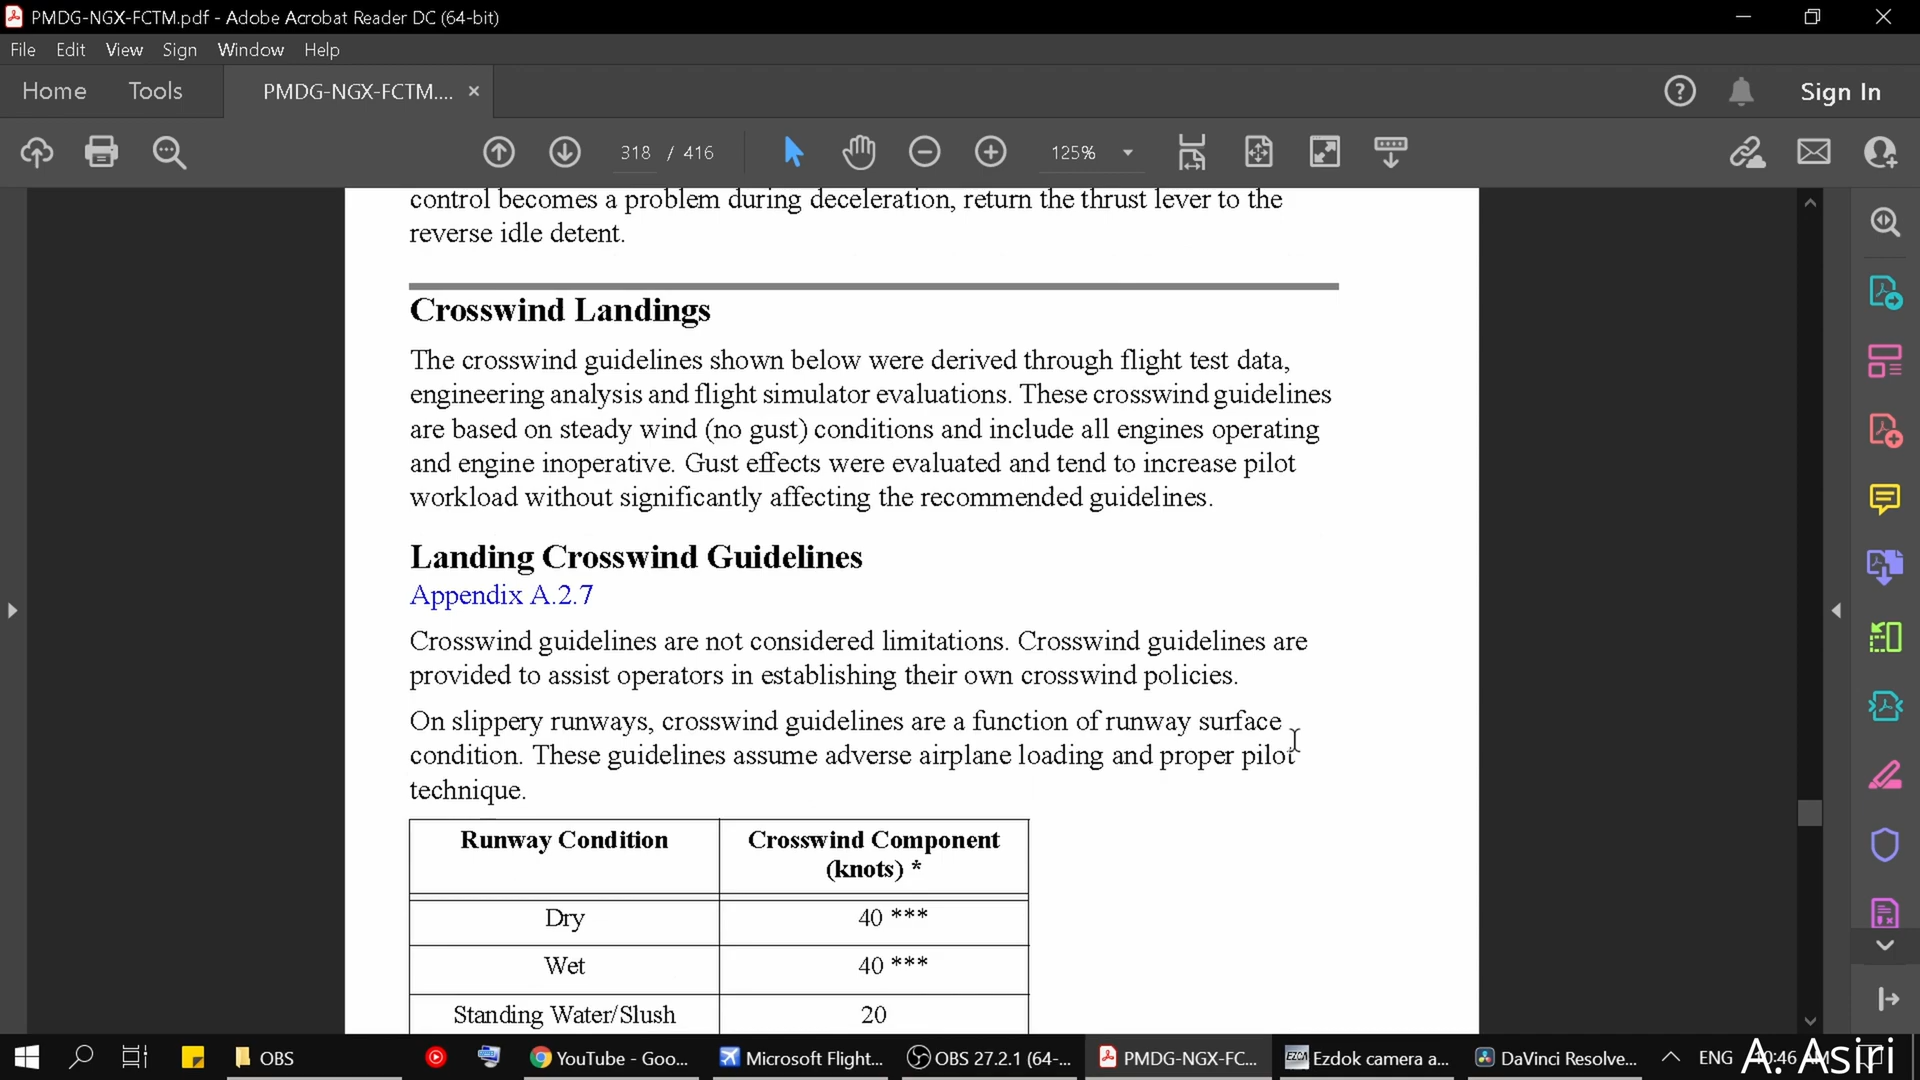 PMDG-NGX-FCTM.pdf - Adobe Acrobat Reader DC (64-bit)
File Edit View Sign Window Help
Home Tools PMDG-NGX-FCTM.... × Sign In
318 / 416 125%
control becomes a problem during deceleration, return the thrust lever to the
reverse idle detent.
Crosswind Landings
The crosswind guidelines shown below were derived through flight test data,
engineering analysis and flight simulator evaluations. These crosswind guidelines
are based on steady wind (no gust) conditions and include all engines operating
and engine inoperative. Gust effects were evaluated and tend to increase pilot
workload without significantly affecting the recommended guidelines.
Landing Crosswind Guidelines
Appendix A.2.7
Crosswind guidelines are not considered limitations. Crosswind guidelines are
provided to assist operators in establishing their own crosswind policies.
On slippery runways, crosswind guidelines are a function of runway surface
condition. These guidelines assume adverse airplane loading and proper pilot
technique.
Runway Condition Crosswind Component
(knots) *
Dry 40 ***
Wet 40 ***
Standing Water/Slush 20
OBS YouTube - Goo... Microsoft Flight... OBS 27.2.1 (64-... PMDG-NGX-FC... EZCA Ezdok camera a... DaVinci Resolve... ENG
A. Asiri